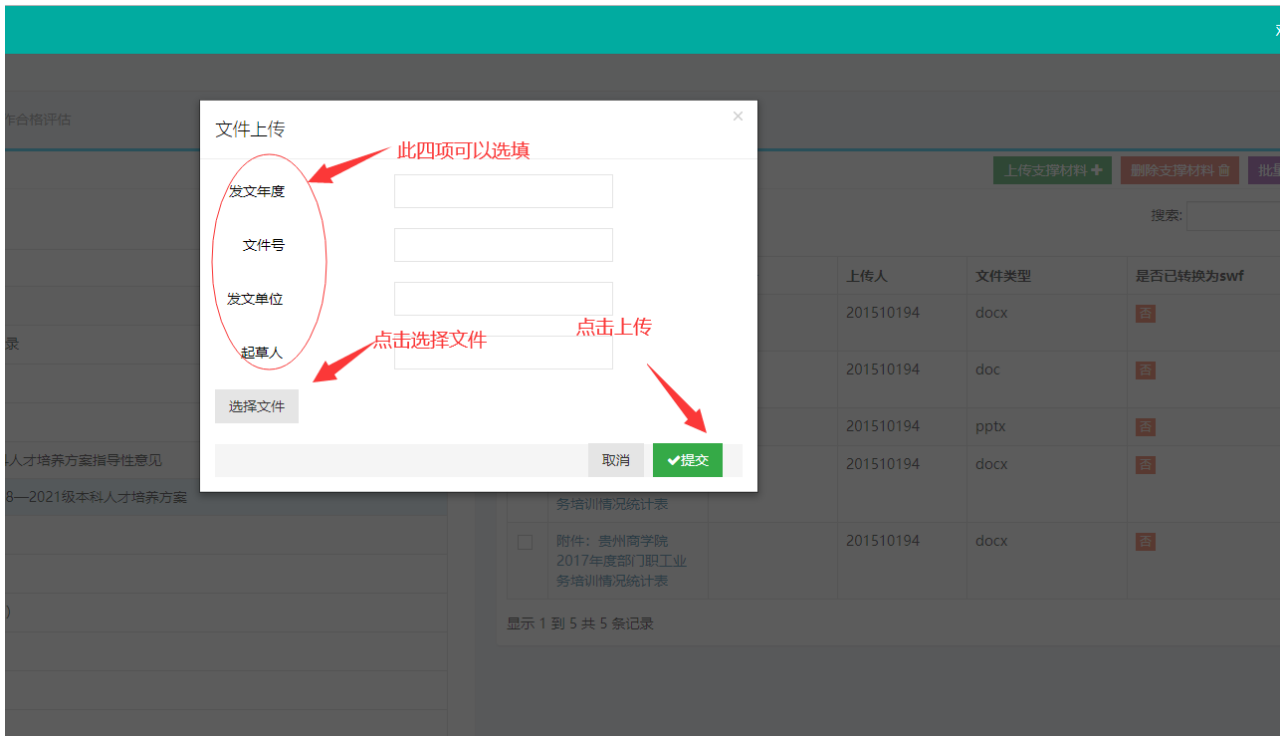 作合格评估
文件上传
×
此四项可以选填
发文年度
文件号
发文单位
起草人
点击选择文件
点击上传
选择文件
取消
提交
上传支撑材料
删除支撑材料
批量
搜索:
上传人 文件类型 是否已转换为swf
201510194 docx 否
201510194 doc 否
201510194 pptx 否
201510194 docx 否
务培训情况统计表
附件：贵州商学院
2017年度部门职工业
务培训情况统计表
201510194 docx 否
显示 1 到 5 共 5 条记录
录
人才培养方案指导性意见
8—2021级本科人才培养方案
)